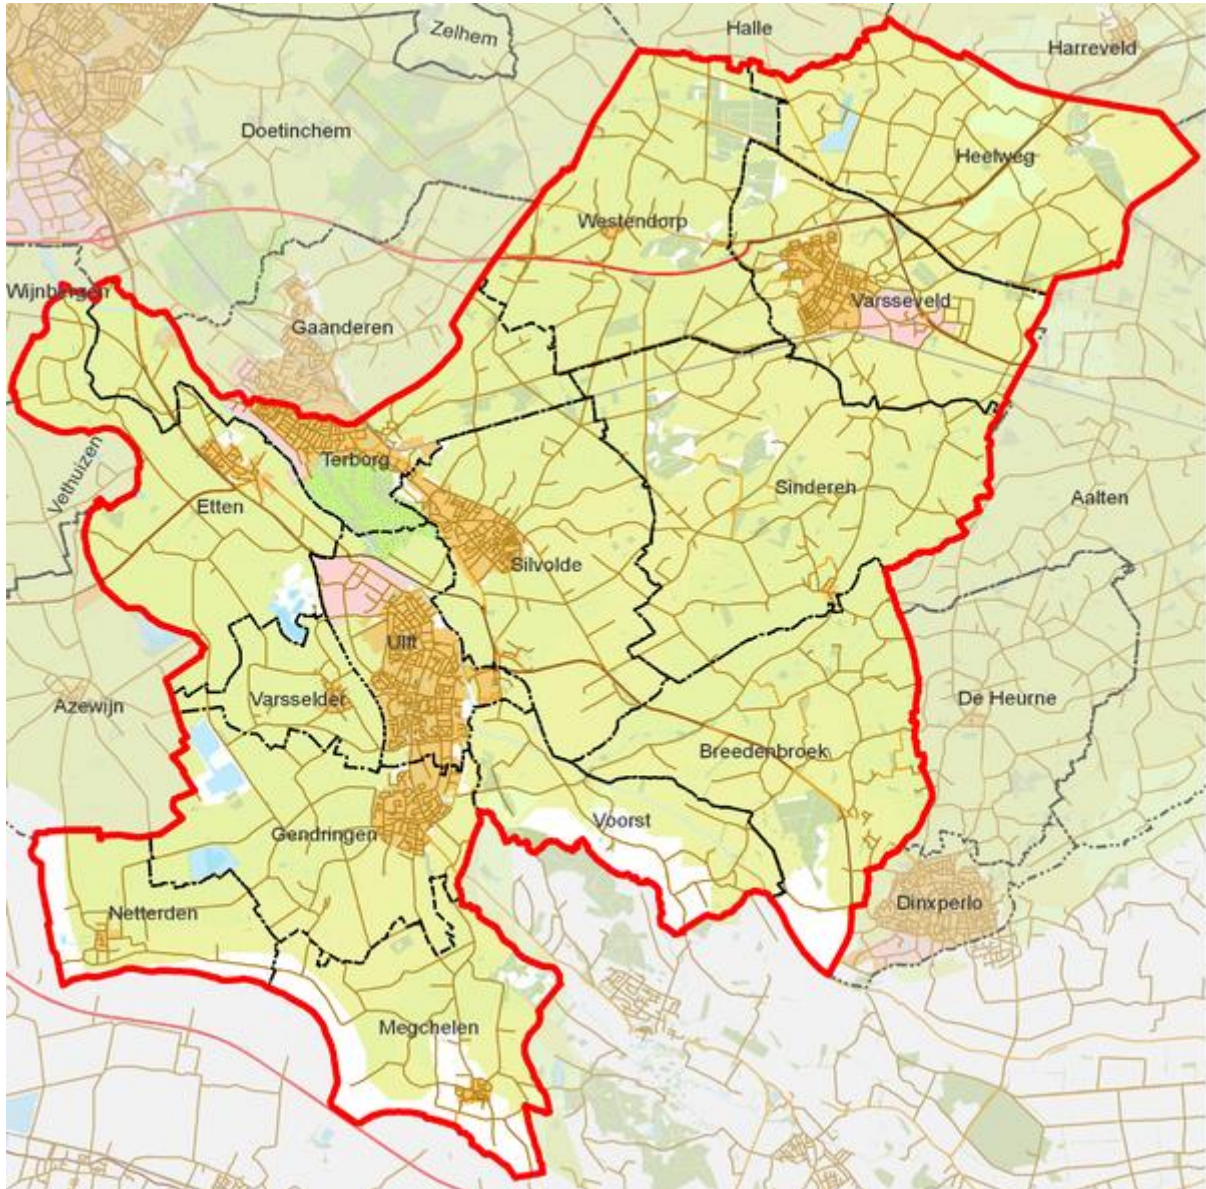 Zelhem
Halle
Harreveld
Doetinchem
Heelweg
Westendorp
Wijnbergen
Varsseveld
Gaanderen
Terborg
Vethuizen
Sinderen
Aalten
Etten
Silvolde
Ulft
Varsselder
De Heurne
Azewijn
Breedenbroek
Voorst
Gendringen
Dinxperlo
Netterden
Megchelen